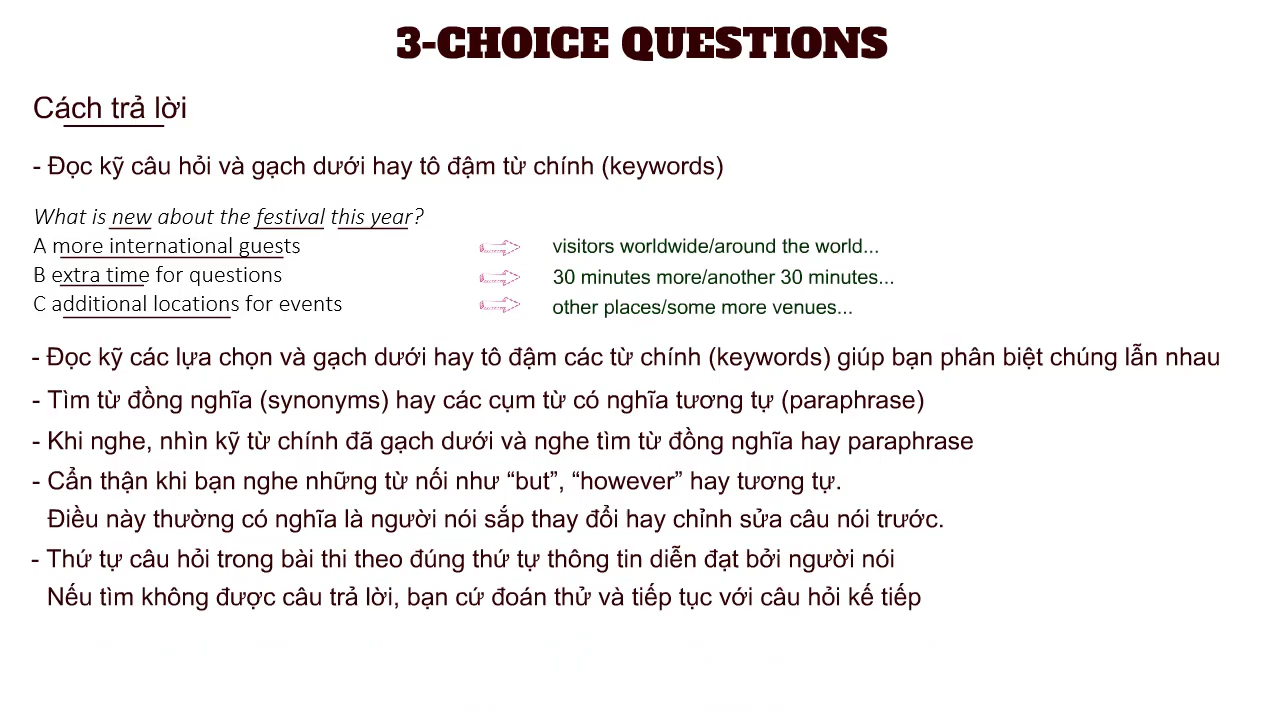 3-CHOICE QUESTIONS
Cách trả lời
- Đọc kỹ câu hỏi và gạch dưới hay tô đậm từ chính (keywords)
What is new about the festival this year?
A more international guests
visitors worldwide/around the world...
B extra time for questions
30 minutes more/another 30 minutes...
C additional locations for events
other places/some more venues...
- Đọc kỹ các lựa chọn và gạch dưới hay tô đậm các từ chính (keywords) giúp bạn phân biệt chúng lẫn nhau
- Tìm từ đồng nghĩa (synonyms) hay các cụm từ có nghĩa tương tự (paraphrase)
- Khi nghe, nhìn kỹ từ chính đã gạch dưới và nghe tìm từ đồng nghĩa hay paraphrase
- Cẩn thận khi bạn nghe những từ nối như “but”, “however” hay tương tự.
Điều này thường có nghĩa là người nói sắp thay đổi hay chỉnh sửa câu nói trước.
- Thứ tự câu hỏi trong bài thi theo đúng thứ tự thông tin diễn đạt bởi người nói
Nếu tìm không được câu trả lời, bạn cứ đoán thử và tiếp tục với câu hỏi kế tiếp